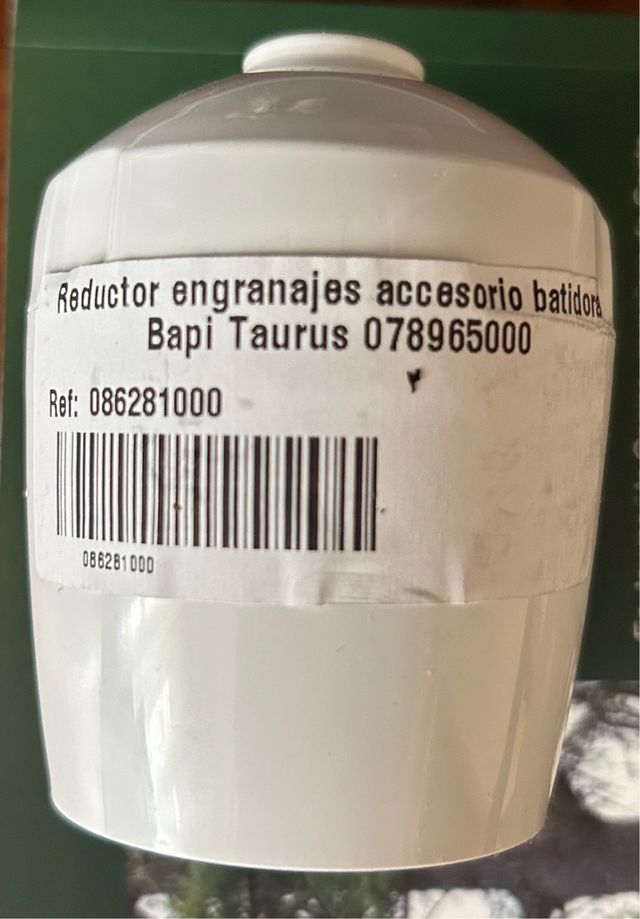 Reductor engranajes accesorio batidora
Bapi Taurus 078965000
Ref: 086281000
086281000